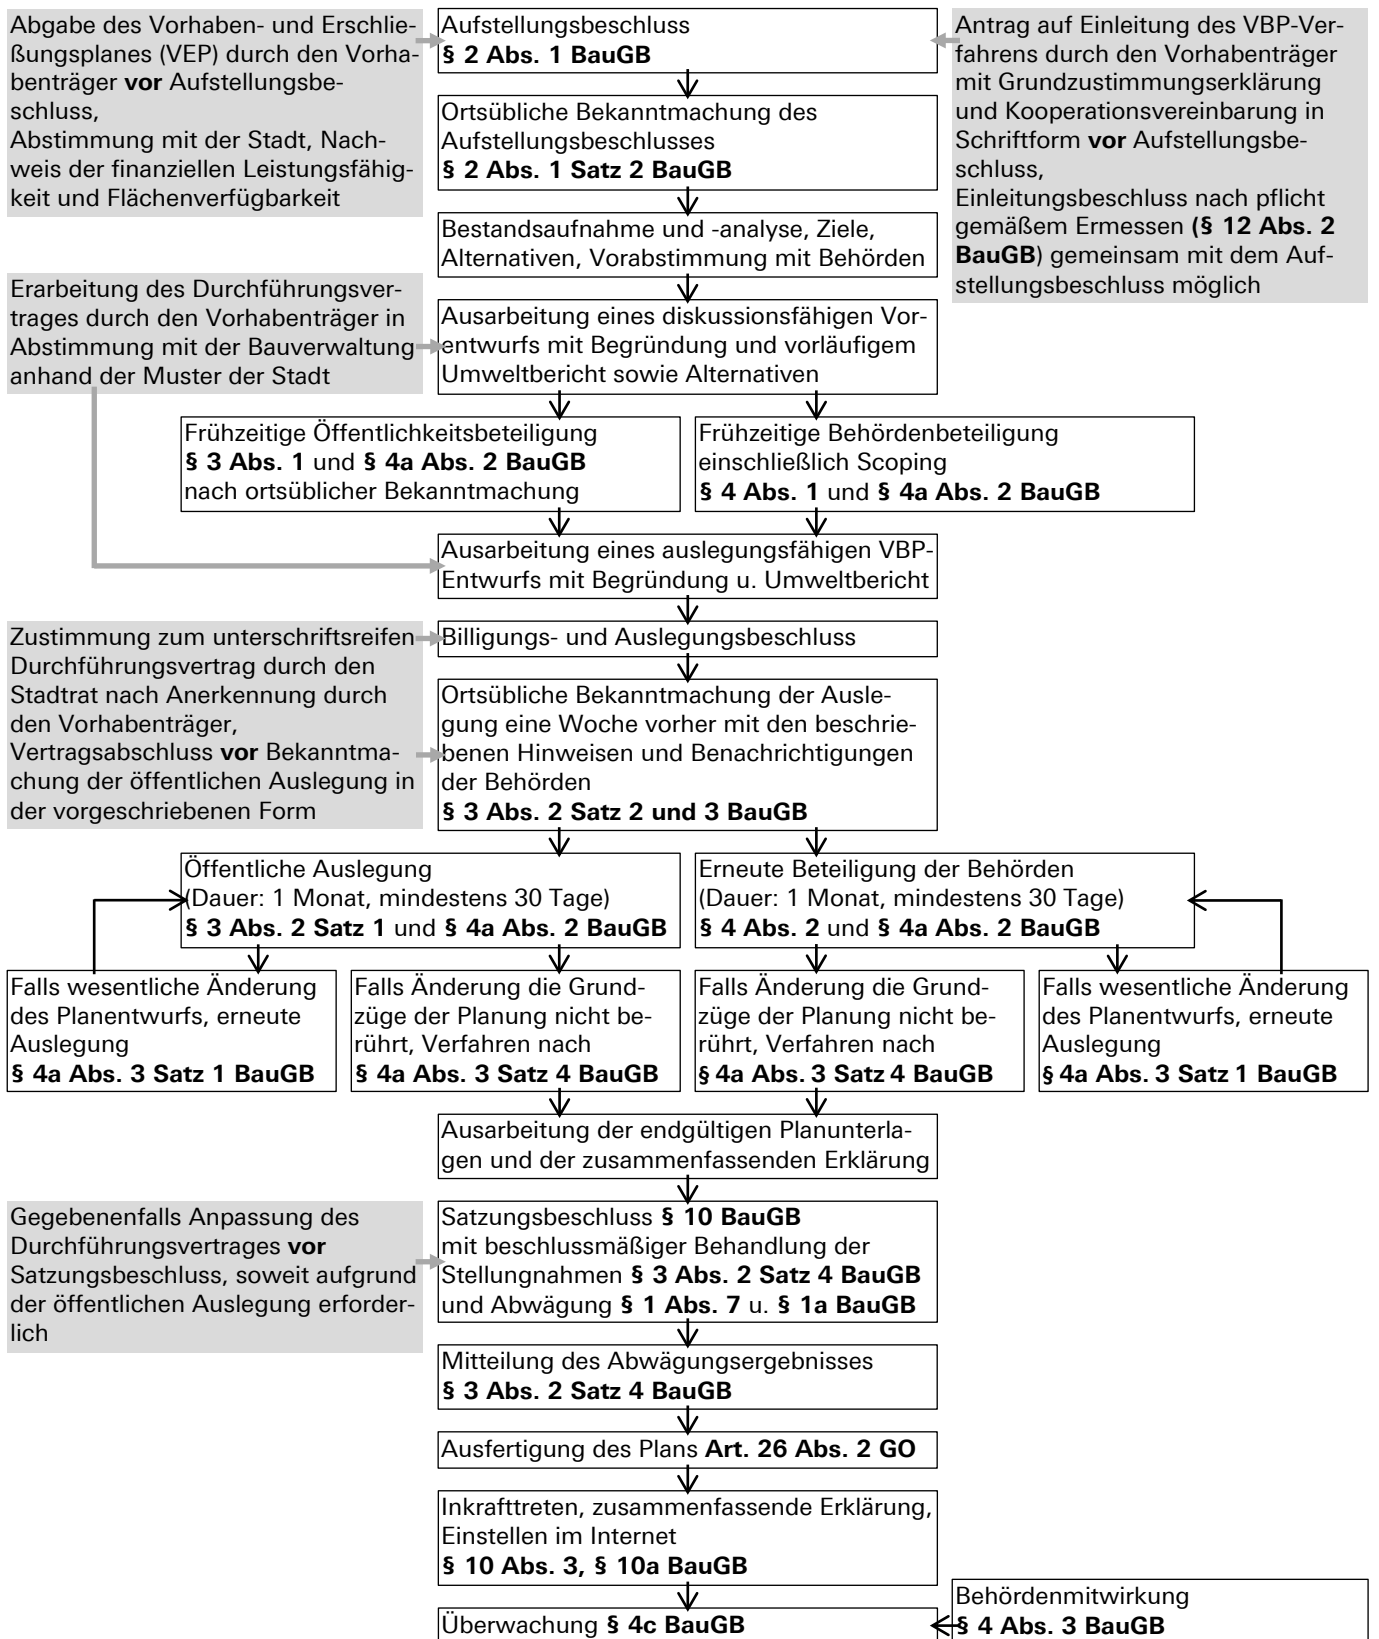 Abgabe des Vorhaben- und Erschlie-
ßungsplanes (VEP) durch den Vorha-
benträger vor Aufstellungsbe-
schluss,
Abstimmung mit der Stadt, Nach-
weis der finanziellen Leistungsfähig-
keit und Flächenverfügbarkeit
Aufstellungsbeschluss
§ 2 Abs. 1 BauGB
Antrag auf Einleitung des VBP-Ver-
fahrens durch den Vorhabenträger
mit Grundzustimmungserklärung
und Kooperationsvereinbarung in
Schriftform vor Aufstellungsbe-
schluss,
Einleitungsbeschluss nach pflicht
gemäßem Ermessen (§ 12 Abs. 2
BauGB) gemeinsam mit dem Auf-
stellungsbeschluss möglich
Ortsübliche Bekanntmachung des
Aufstellungsbeschlusses
§ 2 Abs. 1 Satz 2 BauGB
Bestandsaufnahme und -analyse, Ziele,
Alternativen, Vorabstimmung mit Behörden
Erarbeitung des Durchführungsver-
trages durch den Vorhabenträger in
Abstimmung mit der Bauverwaltung
anhand der Muster der Stadt
Ausarbeitung eines diskussionsfähigen Vor-
entwurfs mit Begründung und vorläufigem
Umweltbericht sowie Alternativen
Frühzeitige Öffentlichkeitsbeteiligung
§ 3 Abs. 1 und § 4a Abs. 2 BauGB
nach ortsüblicher Bekanntmachung
Frühzeitige Behördenbeteiligung
einschließlich Scoping
§ 4 Abs. 1 und § 4a Abs. 2 BauGB
Ausarbeitung eines auslegungsfähigen VBP-
Entwurfs mit Begründung u. Umweltbericht
Zustimmung zum unterschriftsreifen
Durchführungsvertrag durch den
Stadtrat nach Anerkennung durch
den Vorhabenträger,
Vertragsabschluss vor Bekanntma-
chung der öffentlichen Auslegung in
der vorgeschriebenen Form
Billigungs- und Auslegungsbeschluss
Ortsübliche Bekanntmachung der Ausle-
gung eine Woche vorher mit den beschrie-
benen Hinweisen und Benachrichtigungen
der Behörden
§ 3 Abs. 2 Satz 2 und 3 BauGB
Öffentliche Auslegung
(Dauer: 1 Monat, mindestens 30 Tage)
§ 3 Abs. 2 Satz 1 und § 4a Abs. 2 BauGB
Erneute Beteiligung der Behörden
(Dauer: 1 Monat, mindestens 30 Tage)
§ 4 Abs. 2 und § 4a Abs. 2 BauGB
Falls wesentliche Änderung
des Planentwurfs, erneute
Auslegung
§ 4a Abs. 3 Satz 1 BauGB
Falls Änderung die Grund-
züge der Planung nicht be-
rührt, Verfahren nach
§ 4a Abs. 3 Satz 4 BauGB
Falls Änderung die Grund-
züge der Planung nicht be-
rührt, Verfahren nach
§ 4a Abs. 3 Satz 4 BauGB
Falls wesentliche Änderung
des Planentwurfs, erneute
Auslegung
§ 4a Abs. 3 Satz 1 BauGB
Ausarbeitung der endgültigen Planunterla-
gen und der zusammenfassenden Erklärung
Gegebenenfalls Anpassung des
Durchführungsvertrages vor
Satzungsbeschluss, soweit aufgrund
der öffentlichen Auslegung erforder-
lich
Satzungsbeschluss § 10 BauGB
mit beschlussmäßiger Behandlung der
Stellungnahmen § 3 Abs. 2 Satz 4 BauGB
und Abwägung § 1 Abs. 7 u. § 1a BauGB
Mitteilung des Abwägungsergebnisses
§ 3 Abs. 2 Satz 4 BauGB
Ausfertigung des Plans Art. 26 Abs. 2 GO
Inkrafttreten, zusammenfassende Erklärung,
Einstellen im Internet
§ 10 Abs. 3, § 10a BauGB
Überwachung § 4c BauGB
Behördenmitwirkung
§ 4 Abs. 3 BauGB